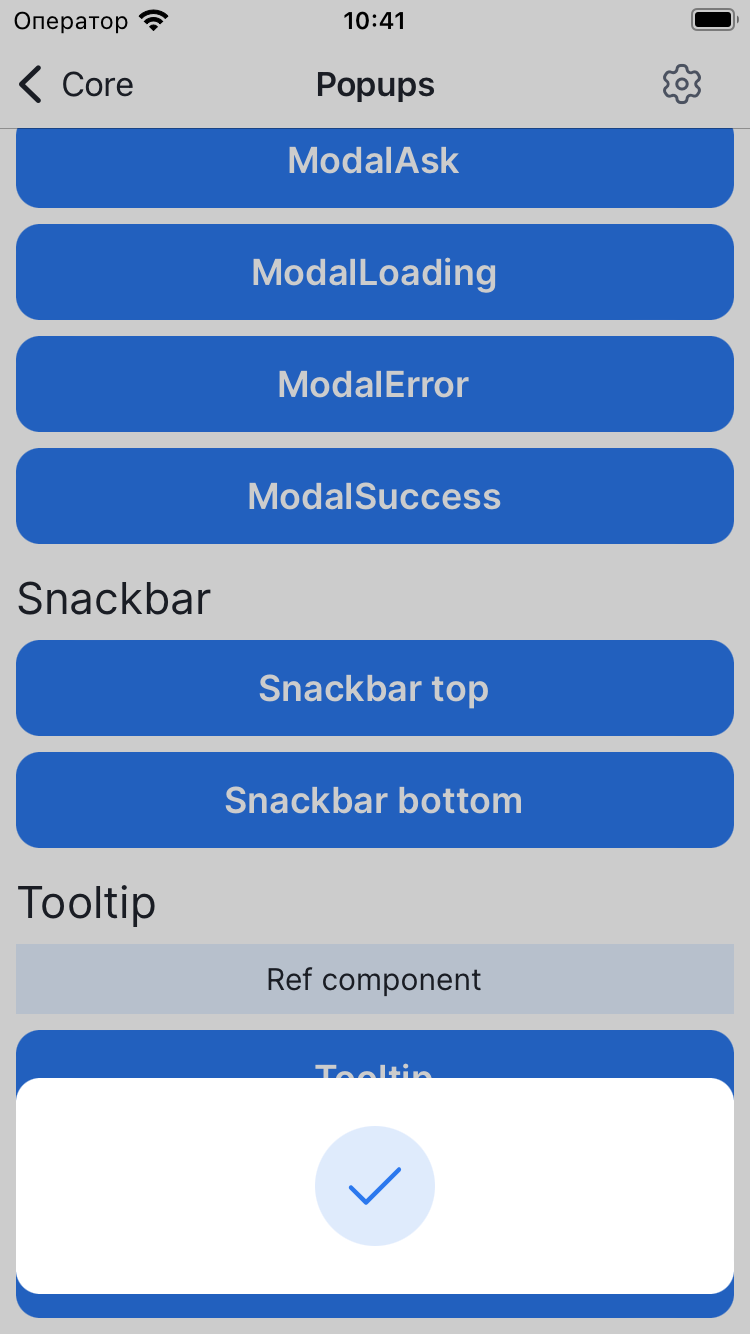 Оператор 10:41
Core Popups
ModalAsk
ModalLoading
ModalError
ModalSuccess
Snackbar
Snackbar top
Snackbar bottom
Tooltip
Ref component
Tooltip